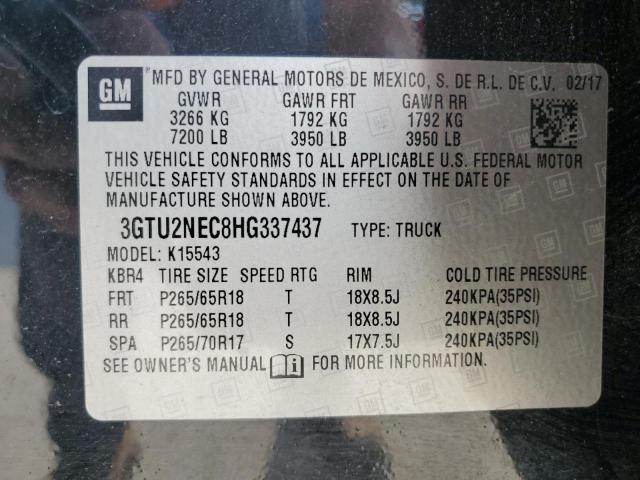 GM MFD BY GENERAL MOTORS DE MEXICO, S. DE R.L. DE C.V. 02/17
GVWR GAWR FRT GAWR RR
3266 KG 1792 KG 1792 KG
7200 LB 3950 LB 3950 LB
THIS VEHICLE CONFORMS TO ALL APPLICABLE U.S. FEDERAL MOTOR
VEHICLE SAFETY STANDARDS IN EFFECT ON THE DATE OF
MANUFACTURE SHOWN ABOVE.
3GTU2NEC8HG337437 TYPE: TRUCK
MODEL: K15543
KBR4 TIRE SIZE SPEED RTG RIM COLD TIRE PRESSURE
FRT P265/65R18 T 18X8.5J 240KPA(35PSI)
RR P265/65R18 T 18X8.5J 240KPA(35PSI)
SPA P265/70R17 S 17X7.5J 240KPA(35PSI)
SEE OWNER'S MANUAL i FOR MORE INFORMATION.